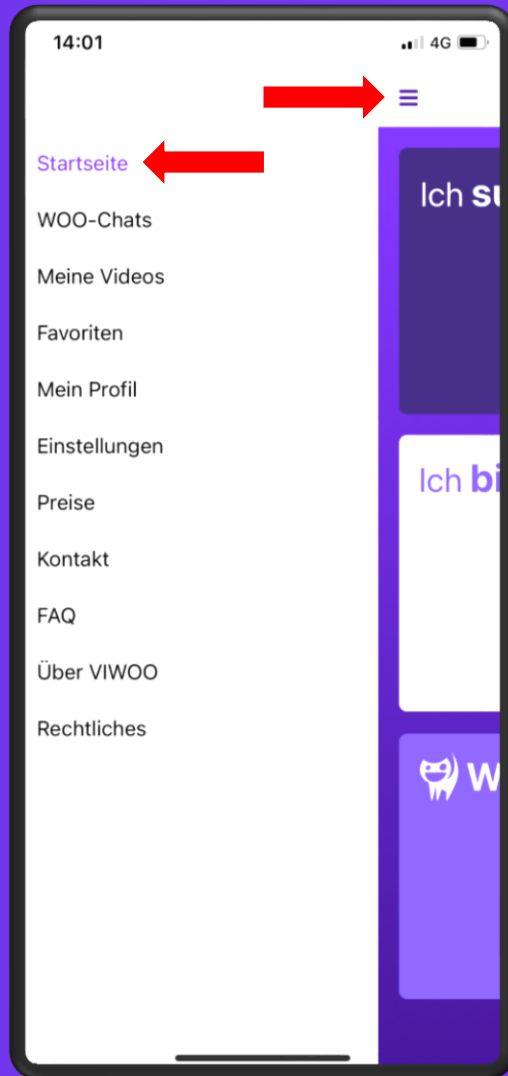 14:01
4G
Startseite
WOO-Chats
Meine Videos
Favoriten
Mein Profil
Einstellungen
Preise
Kontakt
FAQ
Über VIWOO
Rechtliches
Ich
Ich